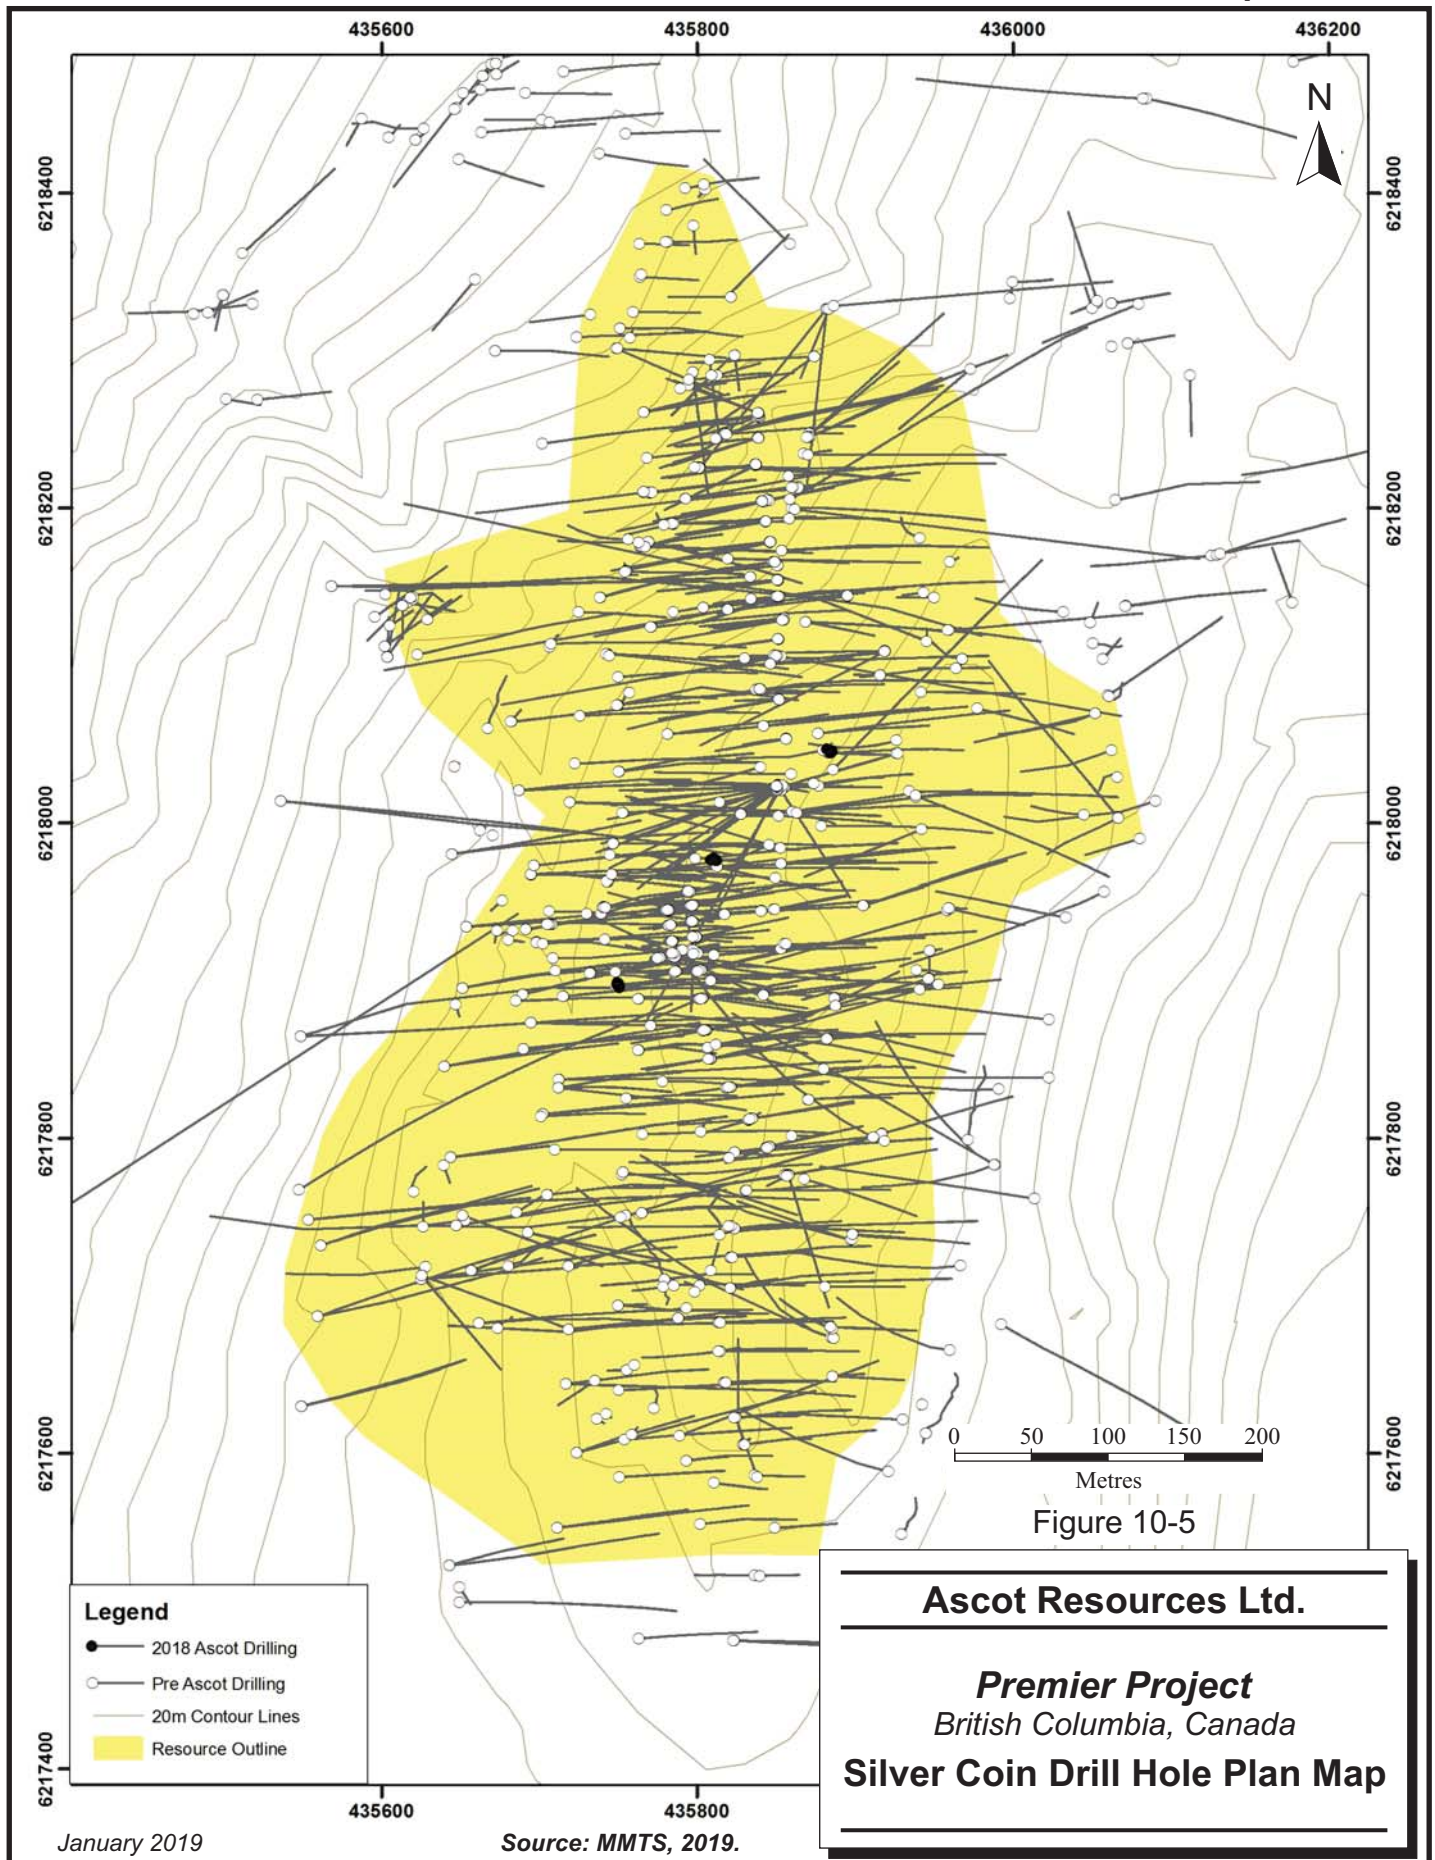 435600 435800 436000 436200
N
6218400 6218400
6218200 6218200
6218000 6218000
6217800 6217800
6217600 6217600
6217400
0 50 100 150 200
Metres
Figure 10-5
Legend
2018 Ascot Drilling
Pre Ascot Drilling
20m Contour Lines
Resource Outline
Ascot Resources Ltd.
Premier Project
British Columbia, Canada
Silver Coin Drill Hole Plan Map
435600 435800
January 2019 Source: MMTS, 2019.